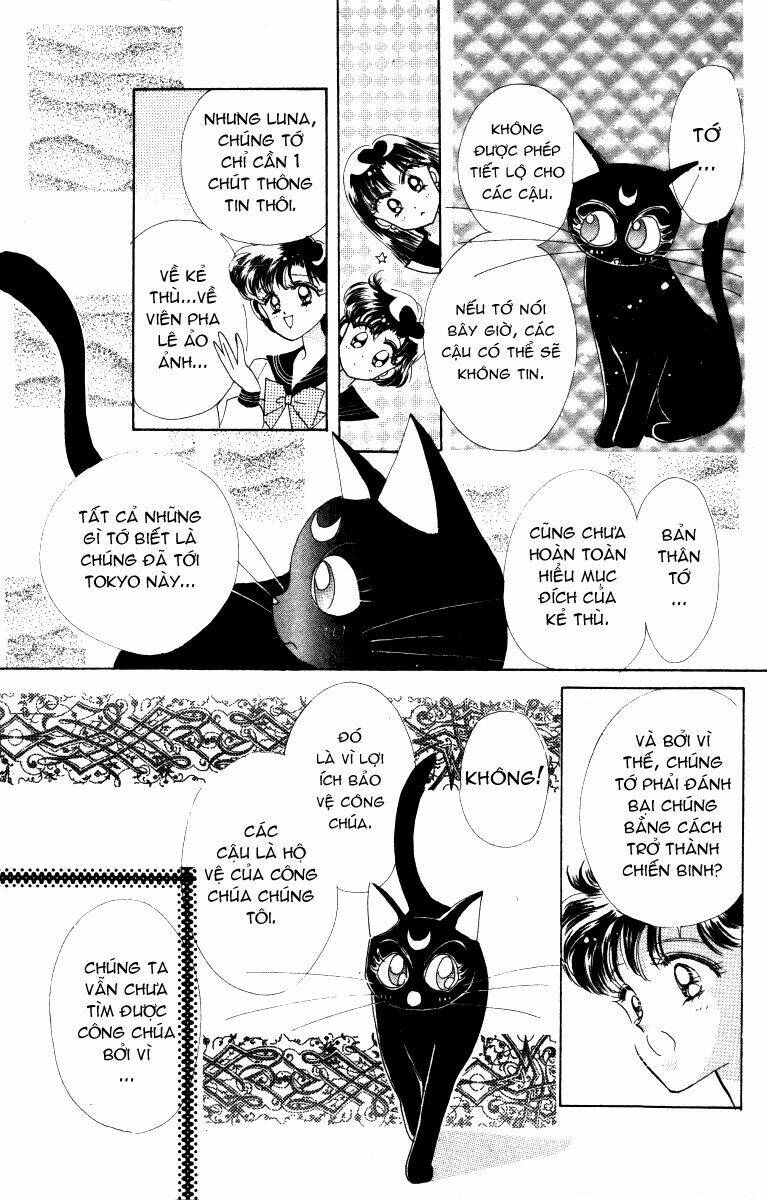 TỚ
...
KHÔNG
ĐƯỢC PHÉP
TIẾT LỘ CHO
CÁC CẬU.
NẾU TỚ NÓI
BÂY GIỜ, CÁC
CẬU CÓ THỂ SẼ
KHÔNG TIN.
NHƯNG LUNA,
CHÚNG TỚ
CHỈ CẦN 1
CHÚT THÔNG
TIN THÔI.
VỀ KẺ
THÙ...VỀ
VIÊN PHA
LÊ ẢO
ẢNH...
BẢN
THÂN
TỚ
...
CŨNG CHƯA
HOÀN TOÀN
HIỂU MỤC
ĐÍCH CỦA
KẺ THÙ.
TẤT CẢ NHŨNG
GÌ TỚ BIẾT LÀ
CHÚNG ĐÃ TỚI
TOKYO NÀY...
VÀ BỞI VÌ
THẾ, CHÚNG
TỚ PHẢI ĐÁNH
BẠI CHÚNG
BẰNG CÁCH
TRỞ THÀNH
CHIẾN BINH?
KHÔNG!
ĐÓ
LÀ VÌ LỢI
ÍCH BẢO
VỆ CÔNG
CHÚA.
CÁC
CẬU LÀ HỘ
VỆ CỦA CÔNG
CHÚA CHÚNG
TÔI.
CHÚNG TA
VẪN CHƯA
TÌM ĐƯỢC
CÔNG CHÚA
BỞI VÌ
...